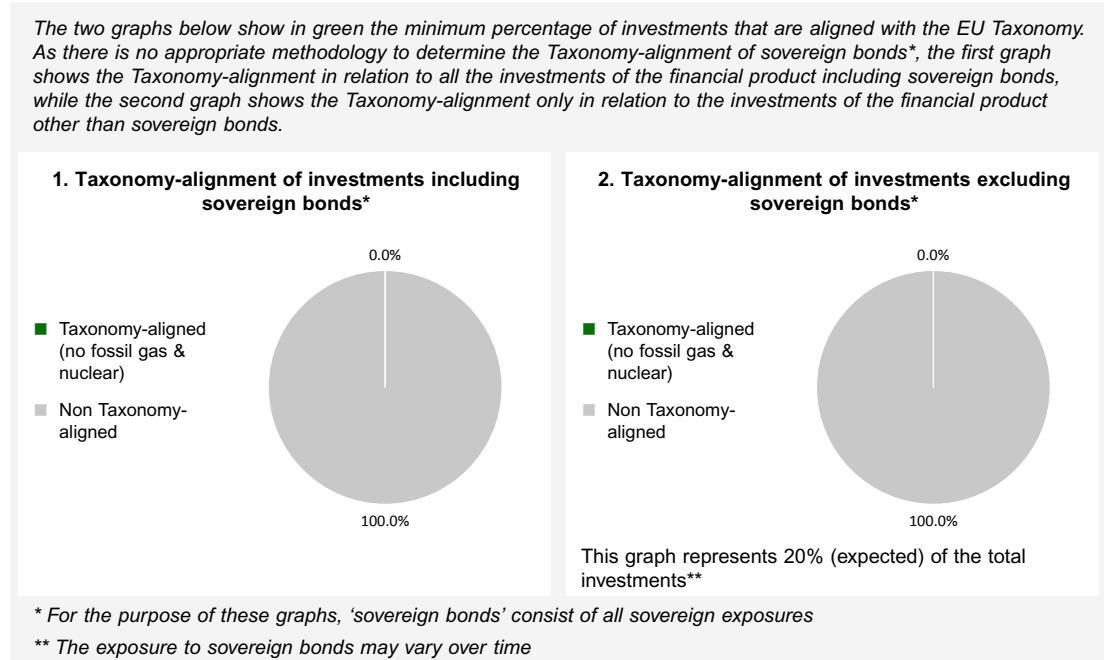 The two graphs below show in green the minimum percentage of investments that are aligned with the EU Taxonomy.
As there is no appropriate methodology to determine the Taxonomy-alignment of sovereign bonds*, the first graph
shows the Taxonomy-alignment in relation to all the investments of the financial product including sovereign bonds,
while the second graph shows the Taxonomy-alignment only in relation to the investments of the financial product
other than sovereign bonds.
1. Taxonomy-alignment of investments including
sovereign bonds*
0.0%
Taxonomy-aligned
(no fossil gas &
nuclear)
Non Taxonomy-
aligned
100.0%
2. Taxonomy-alignment of investments excluding
sovereign bonds*
0.0%
Taxonomy-aligned
(no fossil gas &
nuclear)
Non Taxonomy-
aligned
100.0%
This graph represents 20% (expected) of the total
investments**
* For the purpose of these graphs, ‘sovereign bonds’ consist of all sovereign exposures
** The exposure to sovereign bonds may vary over time